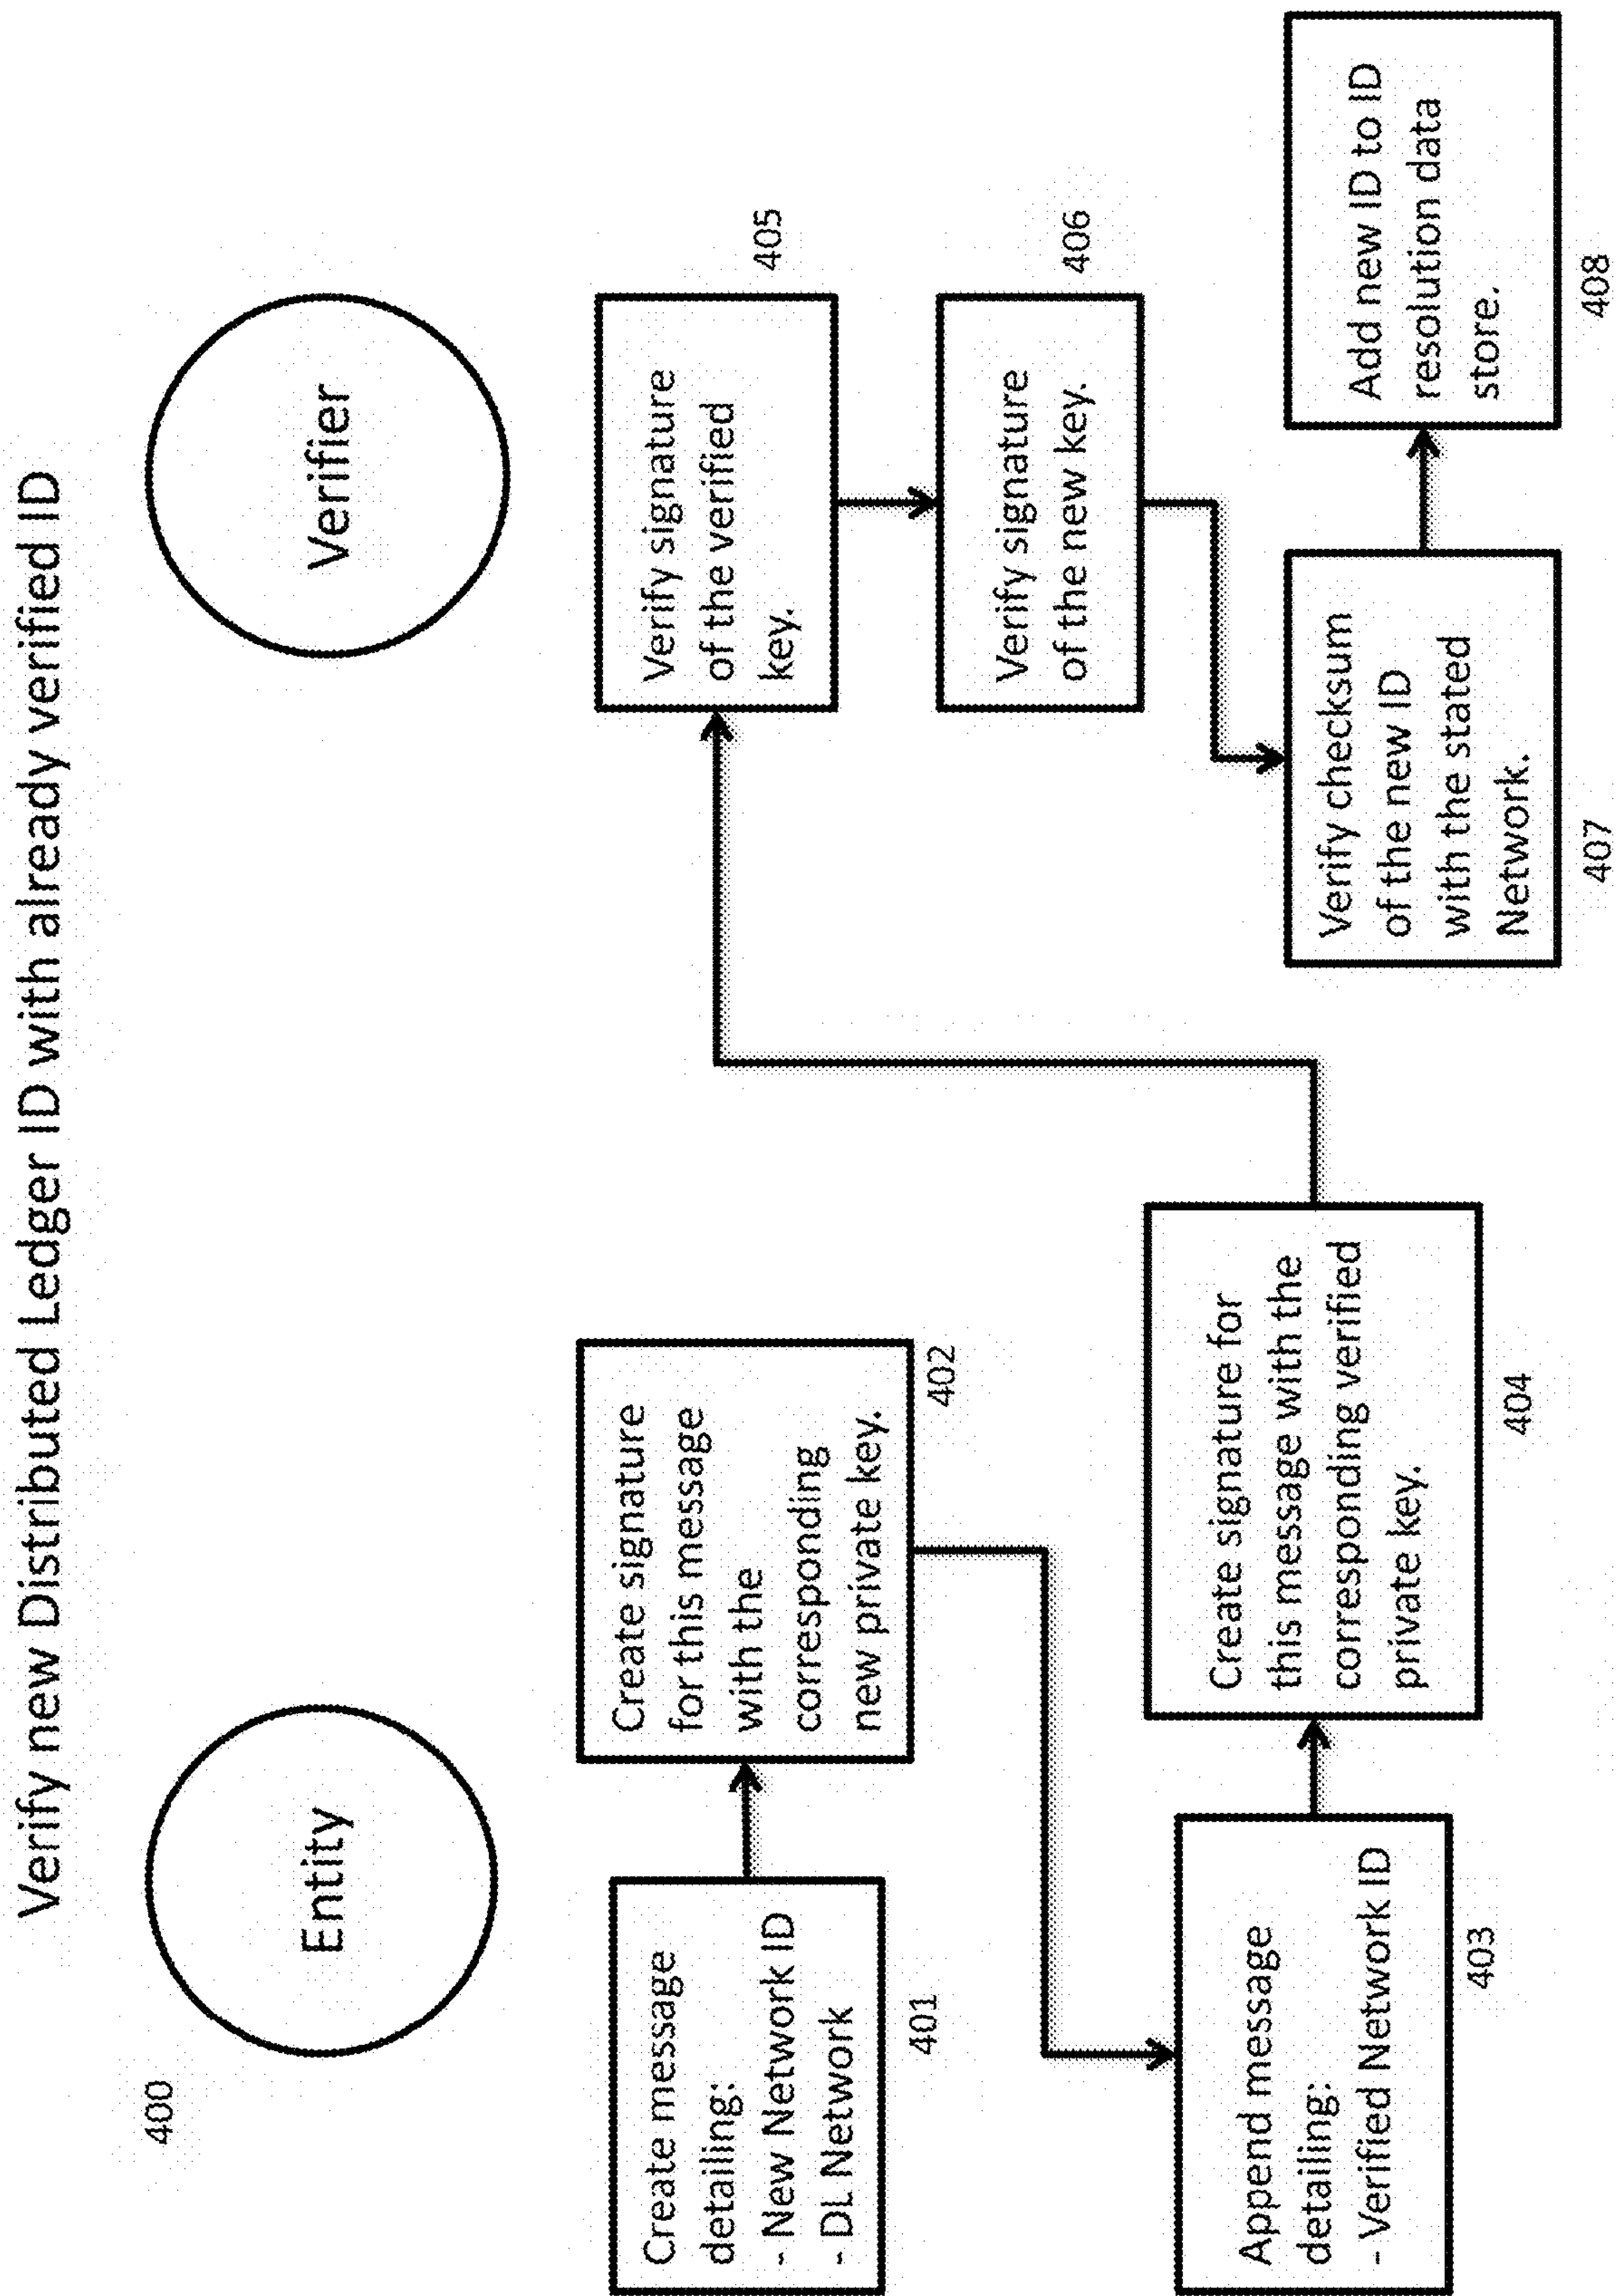 Verify new Distributed Ledger ID with already verified ID
400
Entity
Verifier
Create message
detailing:
- New Network ID
- DL Network
401
Create signature
for this message
with the
corresponding
new private key.
402
Append message
detailing:
- Verified Network ID
403
Create signature for
this message with the
corresponding verified
private key.
404
Verify signature
of the verified
key.
405
Verify signature
of the new key.
406
Verify checksum
of the new ID
with the stated
Network.
407
Add new ID to ID
resolution data
store.
408